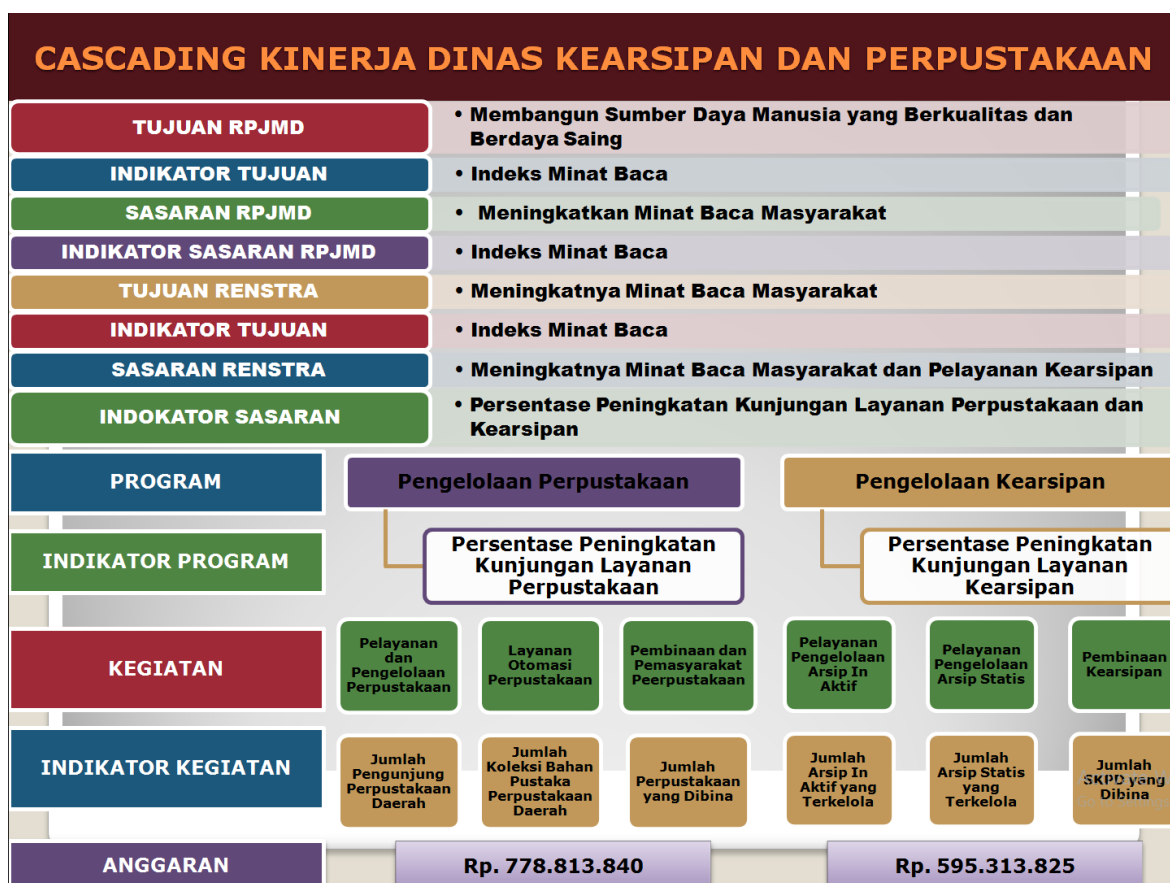 CASCADING KINERJA DINAS KEARSIPAN DAN PERPUSTAKAAN
TUJUAN RPJMD
• Membangun Sumber Daya Manusia yang Berkualitas dan
Berdaya Saing
INDIKATOR TUJUAN
• Indeks Minat Baca
SASARAN RPJMD
• Meningkatkan Minat Baca Masyarakat
INDIKATOR SASARAN RPJMD
• Indeks Minat Baca
TUJUAN RENSTRA
• Meningkatnya Minat Baca Masyarakat
INDIKATOR TUJUAN
• Indeks Minat Baca
SASARAN RENSTRA
• Meningkatnya Minat Baca Masyarakat dan Pelayanan Kearsipan
INDOKATOR SASARAN
• Persentase Peningkatan Kunjungan Layanan Perpustakaan dan
Kearsipan
PROGRAM
Pengelolaan Perpustakaan
Pengelolaan Kearsipan
INDIKATOR PROGRAM
Persentase Peningkatan
Kunjungan Layanan
Perpustakaan
Persentase Peningkatan
Kunjungan Layanan
Kearsipan
KEGIATAN
Pelayanan
dan
Pengelolaan
Perpustakaan
Layanan
Otomasi
Perpustakaan
Pembinaan dan
Pemasyarakat
Peerpustakaan
Pelayanan
Pengelolaan
Arsip In
Aktif
Pelayanan
Pengelolaan
Arsip Statis
Pembinaan
Kearsipan
INDIKATOR KEGIATAN
Jumlah
Pengunjung
Perpustakaan
Daerah
Jumlah
Koleksi Bahan
Pustaka
Perpustakaan
Daerah
Jumlah
Perpustakaan
yang Dibina
Jumlah
Arsip In
Aktif yang
Terkelola
Jumlah
Arsip Statis
yang
Terkelola
Jumlah
SKPD yang
Dibina
ANGGARAN
Rp. 778.813.840
Rp. 595.313.825